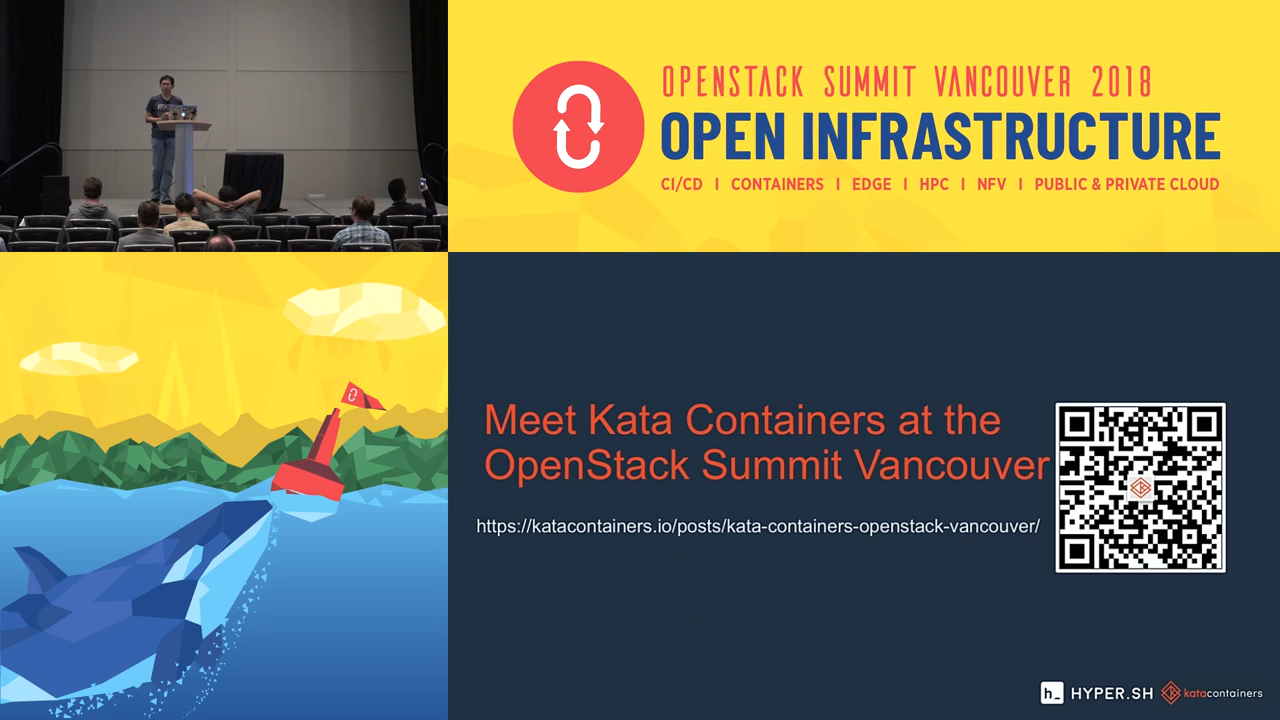 OPENSTACK SUMMIT VANCOUVER 2018
OPEN INFRASTRUCTURE
CI/CD I CONTAINERS I EDGE I HPC I NFV I PUBLIC & PRIVATE CLOUD
Meet Kata Containers at the
OpenStack Summit Vancouver
https://katacontainers.io/posts/kata-containers-openstack-vancouver/
h_ HYPER.SH katacontainers